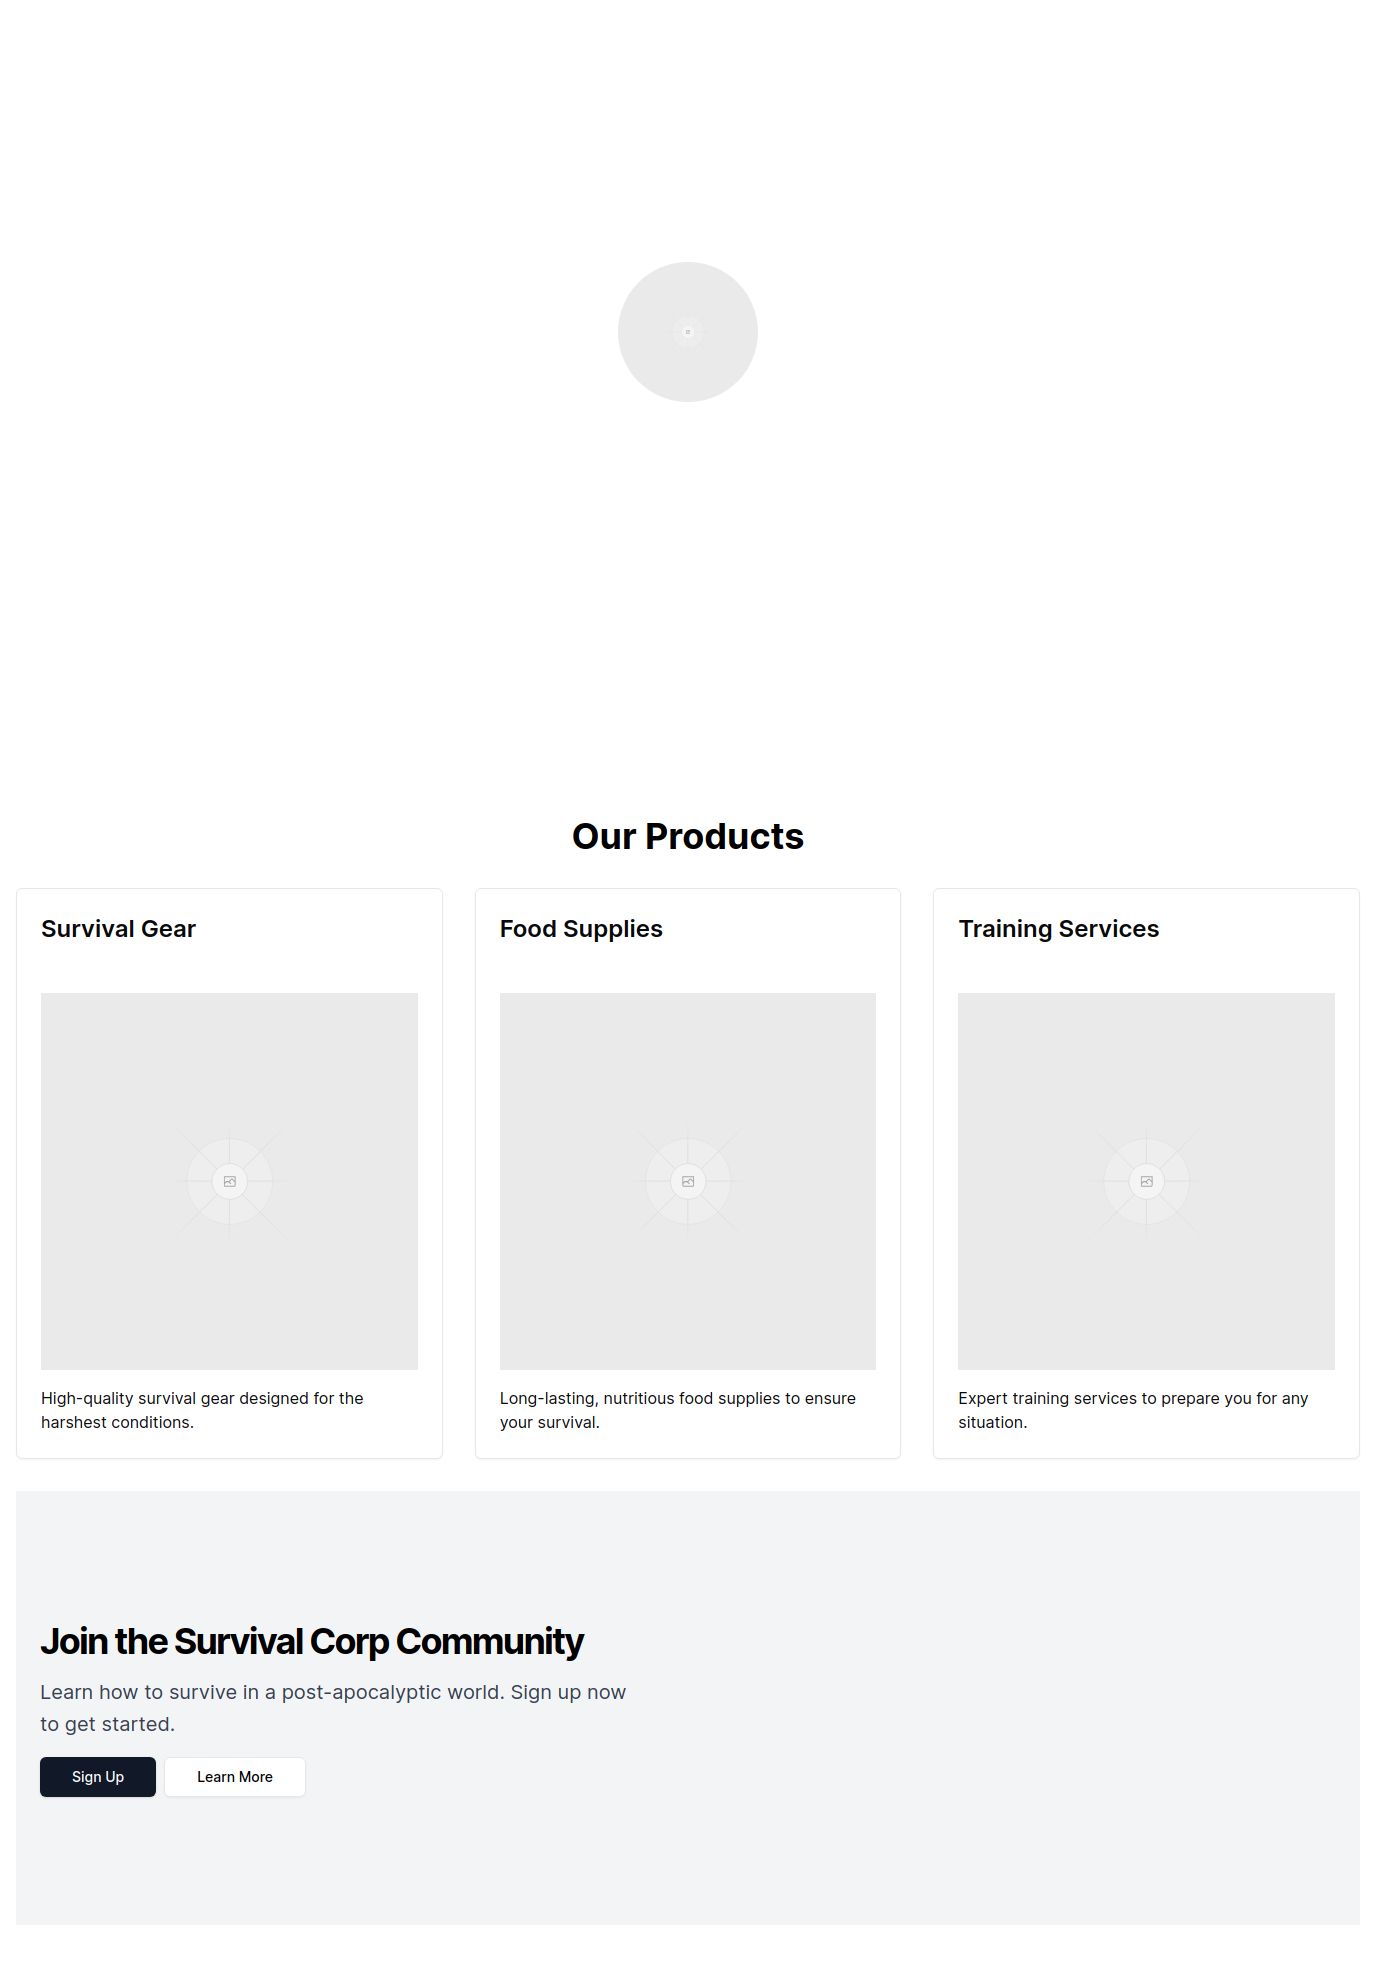 Our Products
Survival Gear
High-quality survival gear designed for the
harshest conditions.
Food Supplies
Long-lasting, nutritious food supplies to ensure
your survival.
Training Services
Expert training services to prepare you for any
situation.
Join the Survival Corp Community
Learn how to survive in a post-apocalyptic world. Sign up now
to get started.
Sign Up
Learn More